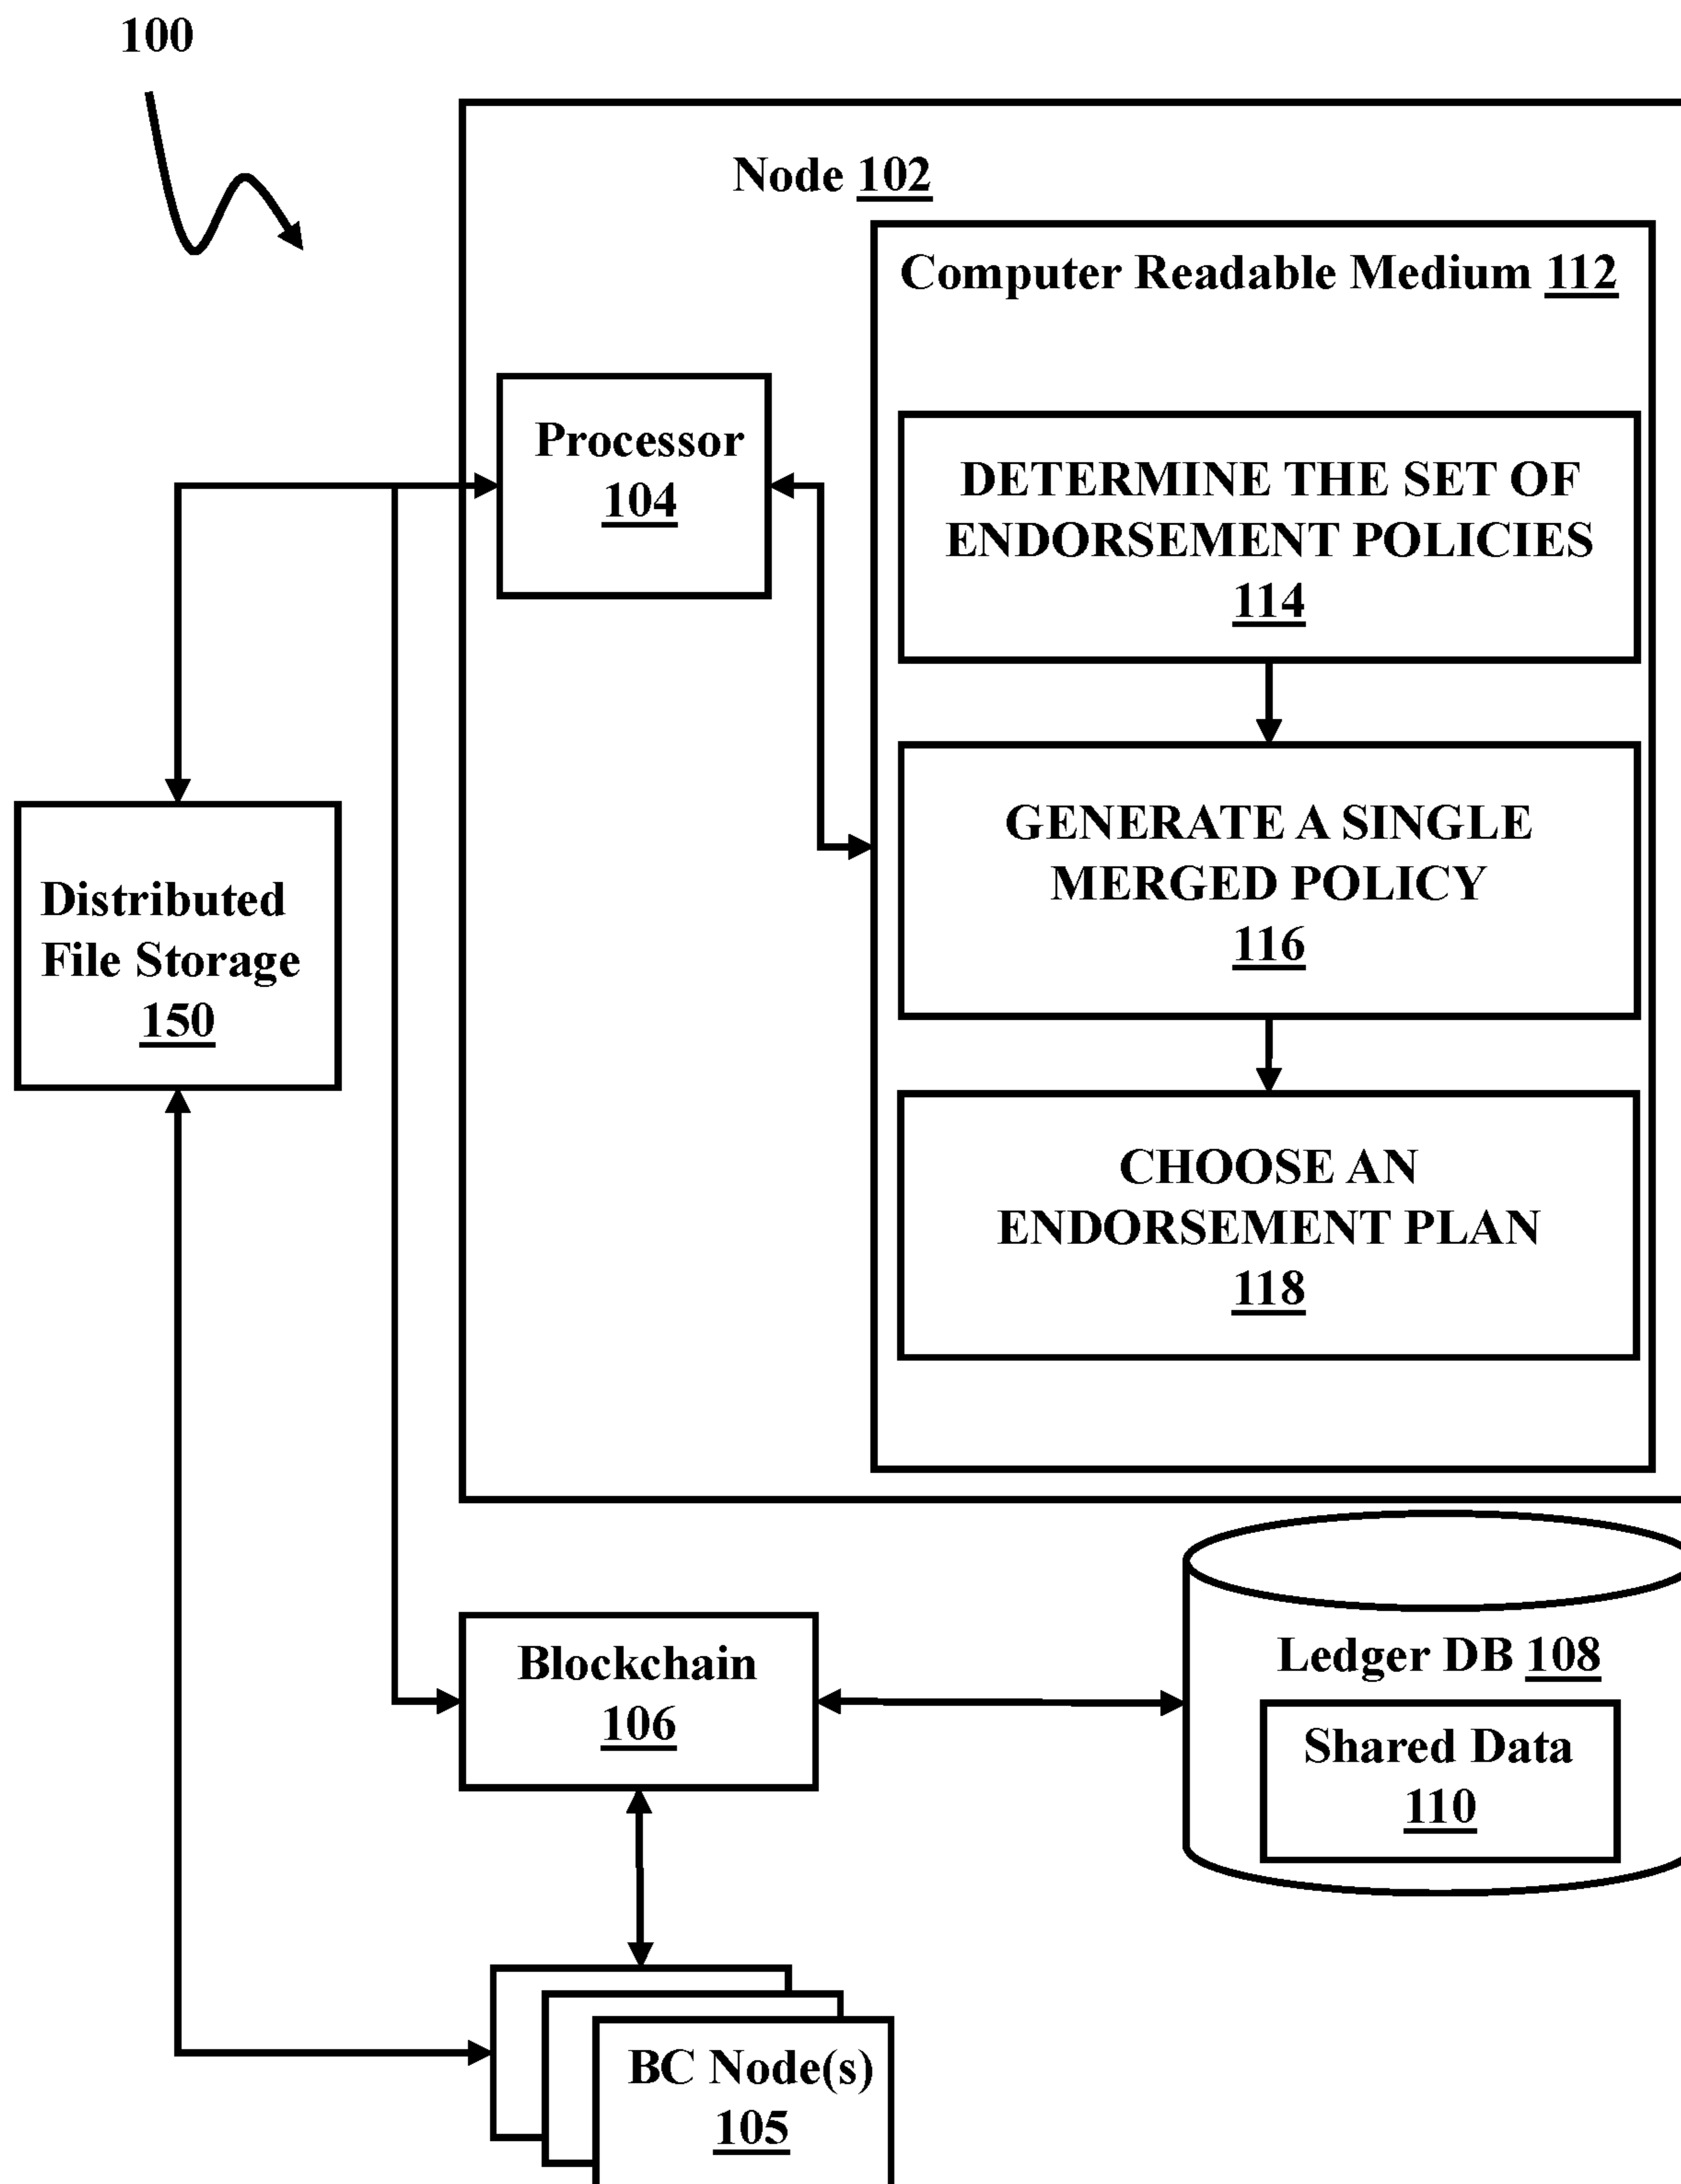 100
Node 102
Computer Readable Medium 112
Processor
104
DETERMINE THE SET OF
ENDORSEMENT POLICIES
114
GENERATE A SINGLE
MERGED POLICY
116
Distributed
File Storage
150
CHOOSE AN
ENDORSEMENT PLAN
118
Blockchain
106
Ledger DB 108
Shared Data
110
BC Node(s)
105